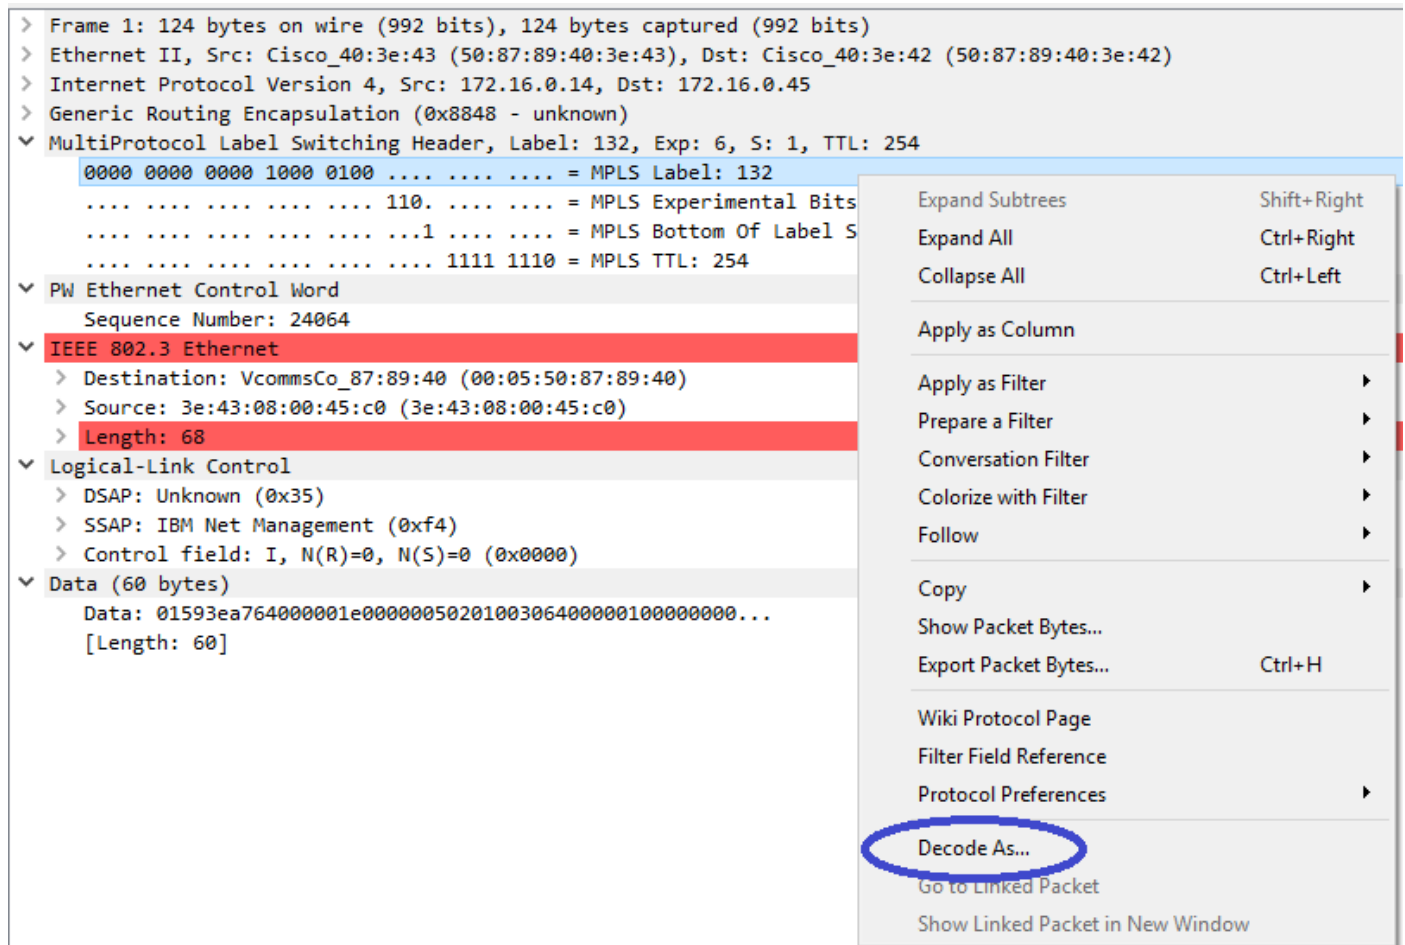 Frame 1: 124 bytes on wire (992 bits), 124 bytes captured (992 bits)
Ethernet II, Src: Cisco_40:3e:43 (50:87:89:40:3e:43), Dst: Cisco_40:3e:42 (50:87:89:40:3e:42)
Internet Protocol Version 4, Src: 172.16.0.14, Dst: 172.16.0.45
Generic Routing Encapsulation (0x8848 - unknown)
MultiProtocol Label Switching Header, Label: 132, Exp: 6, S: 1, TTL: 254
0000 0000 0000 1000 0100 .... .... .... = MPLS Label: 132
.... .... .... .... .... 110. .... .... = MPLS Experimental Bits
.... .... .... .... .... ...1 .... .... = MPLS Bottom Of Label S
.... .... .... .... .... .... 1111 1110 = MPLS TTL: 254
PW Ethernet Control Word
Sequence Number: 24064
IEEE 802.3 Ethernet
Destination: VcommsCo_87:89:40 (00:05:50:87:89:40)
Source: 3e:43:08:00:45:c0 (3e:43:08:00:45:c0)
Length: 68
Logical-Link Control
DSAP: Unknown (0x35)
SSAP: IBM Net Management (0xf4)
Control field: I, N(R)=0, N(S)=0 (0x0000)
Data (60 bytes)
Data: 01593ea764000001e0000005020100306400000100000000...
[Length: 60]
Expand Subtrees Shift+Right
Expand All Ctrl+Right
Collapse All Ctrl+Left
Apply as Column
Apply as Filter
Prepare a Filter
Conversation Filter
Colorize with Filter
Follow
Copy
Show Packet Bytes...
Export Packet Bytes... Ctrl+H
Wiki Protocol Page
Filter Field Reference
Protocol Preferences
Decode As...
Go to Linked Packet
Show Linked Packet in New Window